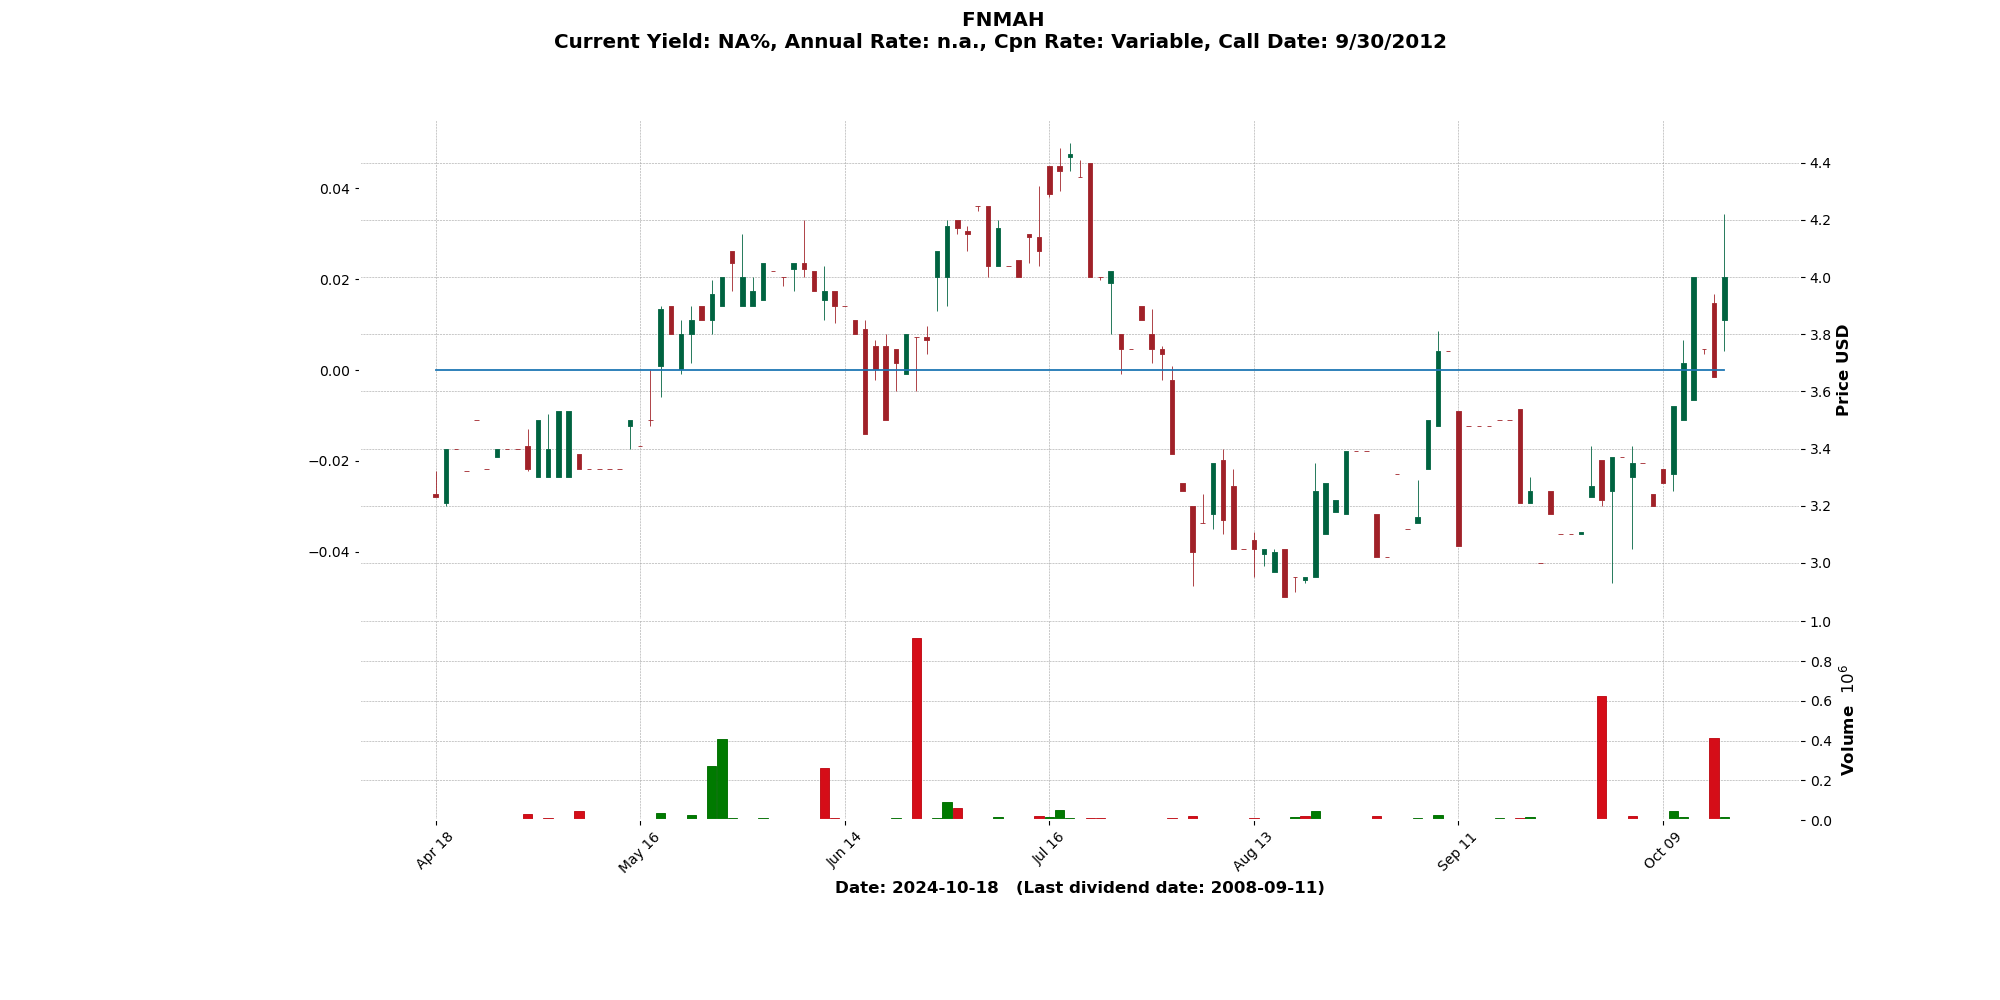 FNMAH
Current Yield: NA%, Annual Rate: n.a., Cpn Rate: Variable, Call Date: 9/30/2012
0.04
0.02
0.00
−0.02
−0.04
4.4
4.2
4.0
3.8
3.6
3.4
3.2
3.0
Price USD
1.0
0.8
0.6
0.4
0.2
0.0
Volume 10^6
Apr 18
May 16
Jun 14
Jul 16
Aug 13
Sep 11
Oct 09
Date: 2024-10-18   (Last dividend date: 2008-09-11)